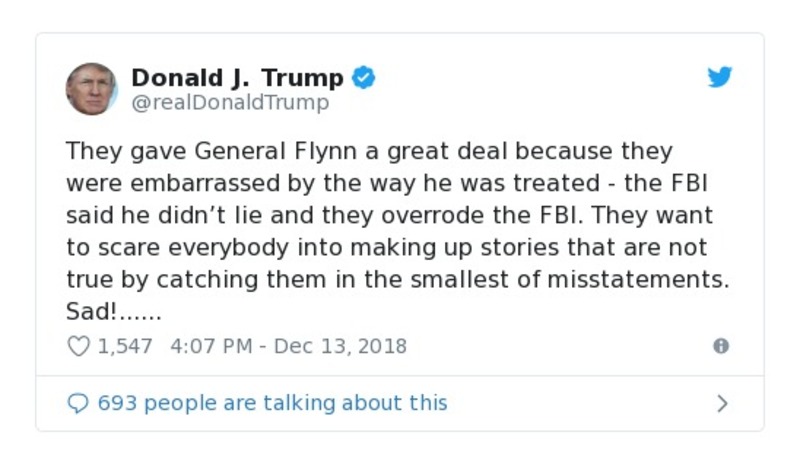 Donald J. Trump
@realDonaldTrump
They gave General Flynn a great deal because they
were embarrassed by the way he was treated - the FBI
said he didn’t lie and they overrode the FBI. They want
to scare everybody into making up stories that are not
true by catching them in the smallest of misstatements.
Sad!......
1,547 4:07 PM - Dec 13, 2018
693 people are talking about this